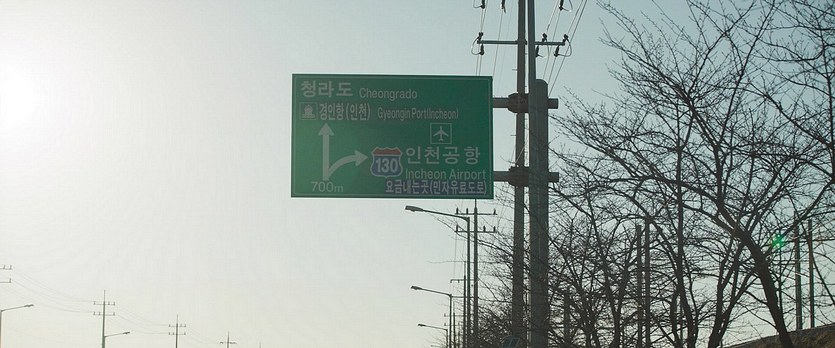 청라도 Cheongrado
경인항 (인천) Gyeongin Port(Incheon)
130 인천공항
Incheon Airport
700m 요금내는곳(민자유료도로)